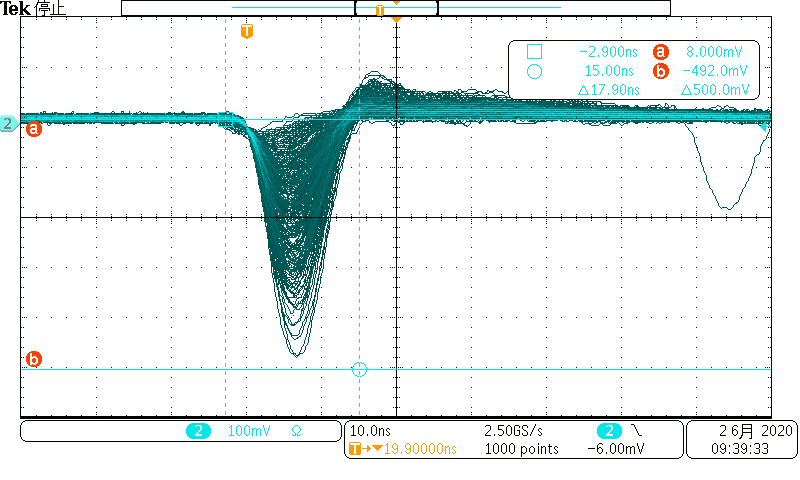 Tek 停止
T
T
-2.900ns a 8.000mV
15.00ns b -492.0mV
Δ17.90ns Δ500.0mV
2
a
b
2 100mV Ω
10.0ns 2.50GS/s 2
T→▼19.90000ns 1000 points -6.00mV
2 6月 2020
09:39:33